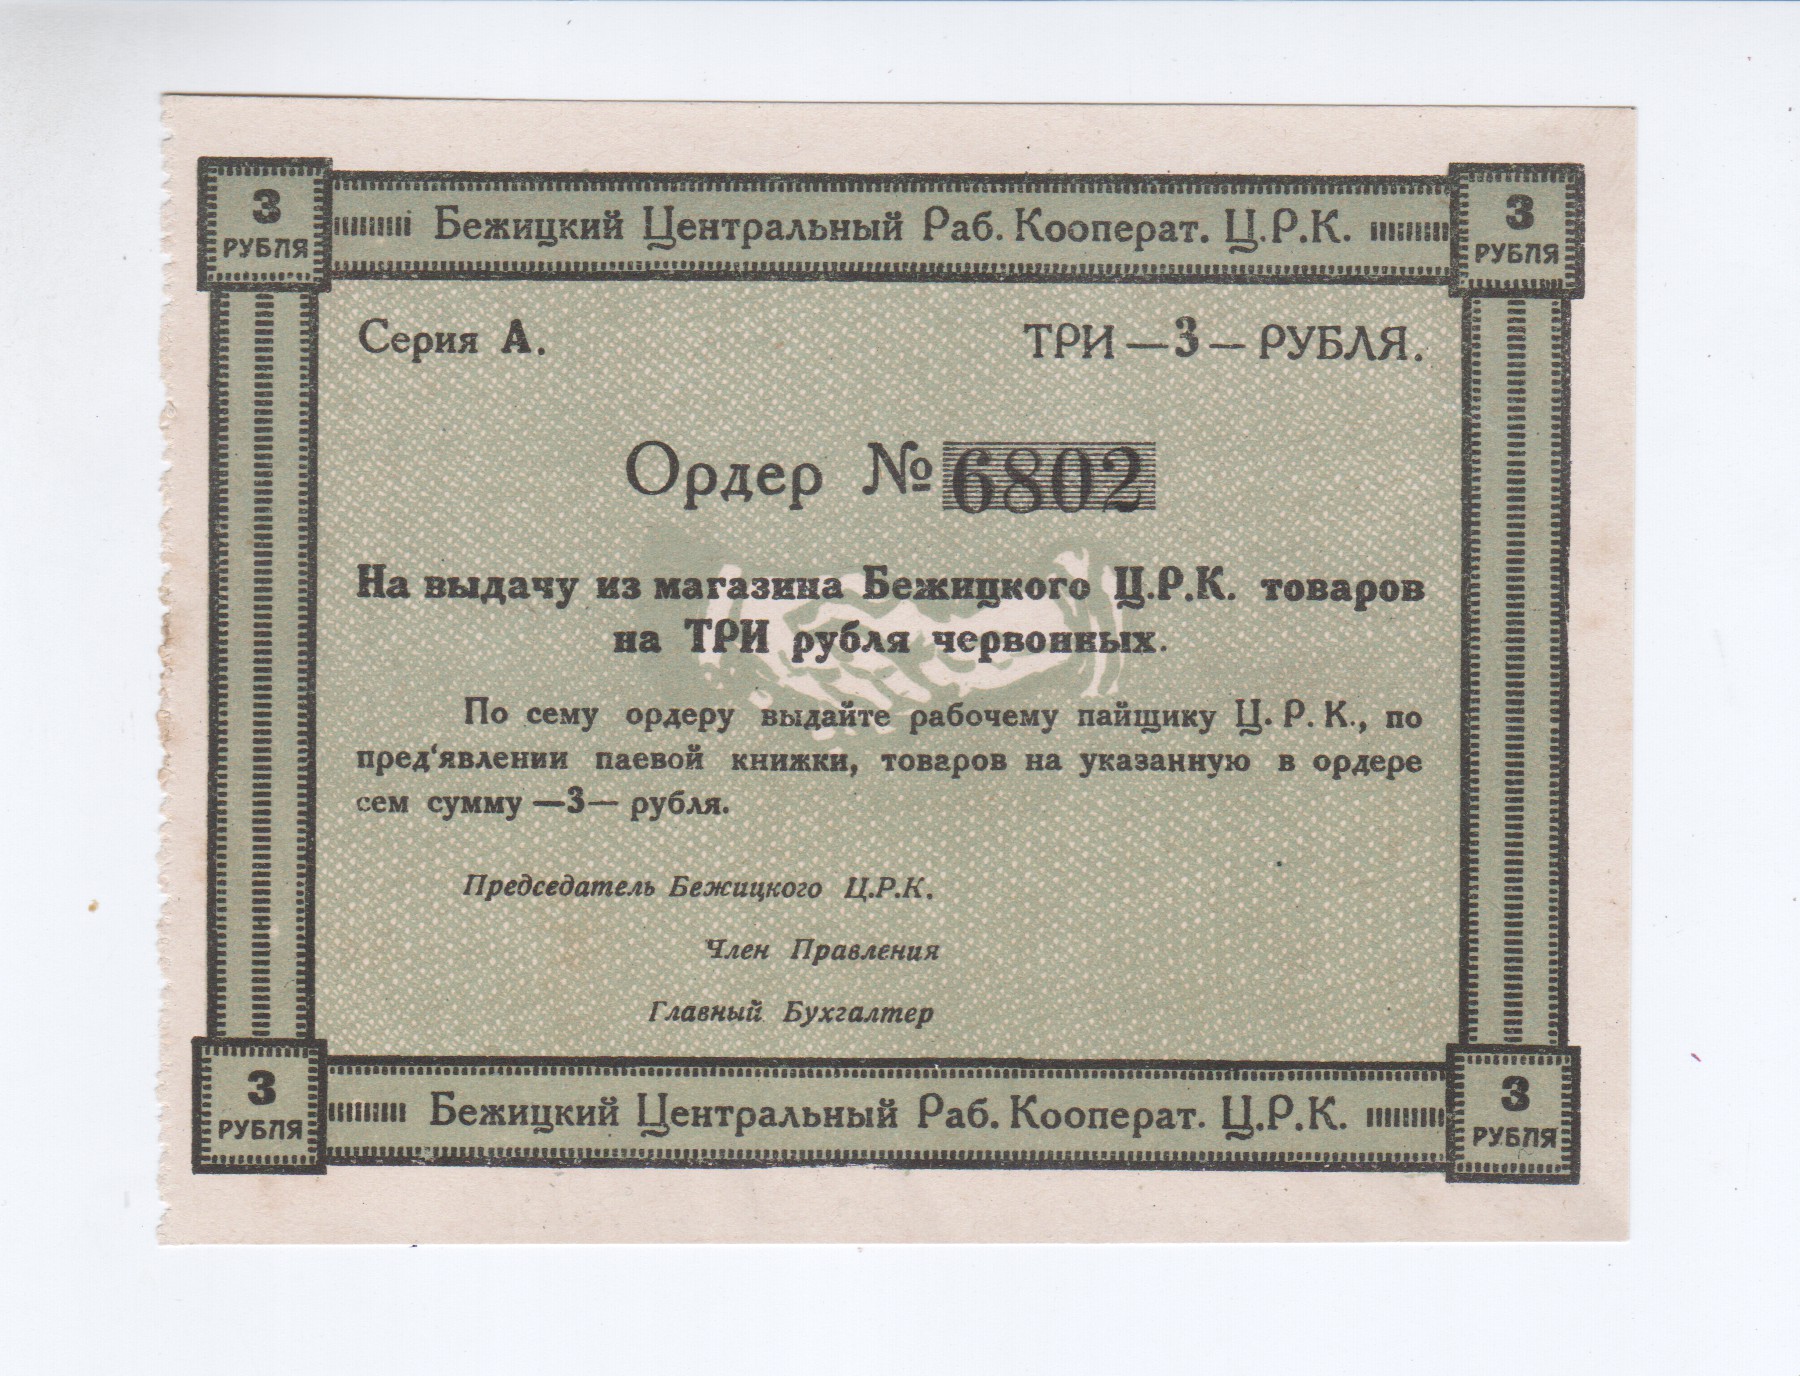 3 РУБЛЯ
Бежицкий Центральный Раб. Кооперат. Ц.Р.К.
3 РУБЛЯ
Серия А.
ТРИ —3— РУБЛЯ.
Ордер № 6802
На выдачу из магазина Бежицкого Ц.Р.К. товаров
на ТРИ рубля червонных.
По сему ордеру выдайте рабочему пайщику Ц. Р. К., по
пред‘явлении паевой книжки, товаров на указанную в ордере
сем сумму —3— рубля.
Председатель Бежицкого Ц.Р.К.
Член Правления
Главный Бухгалтер
3 РУБЛЯ
Бежицкий Центральный Раб. Кооперат. Ц.Р.К.
3 РУБЛЯ